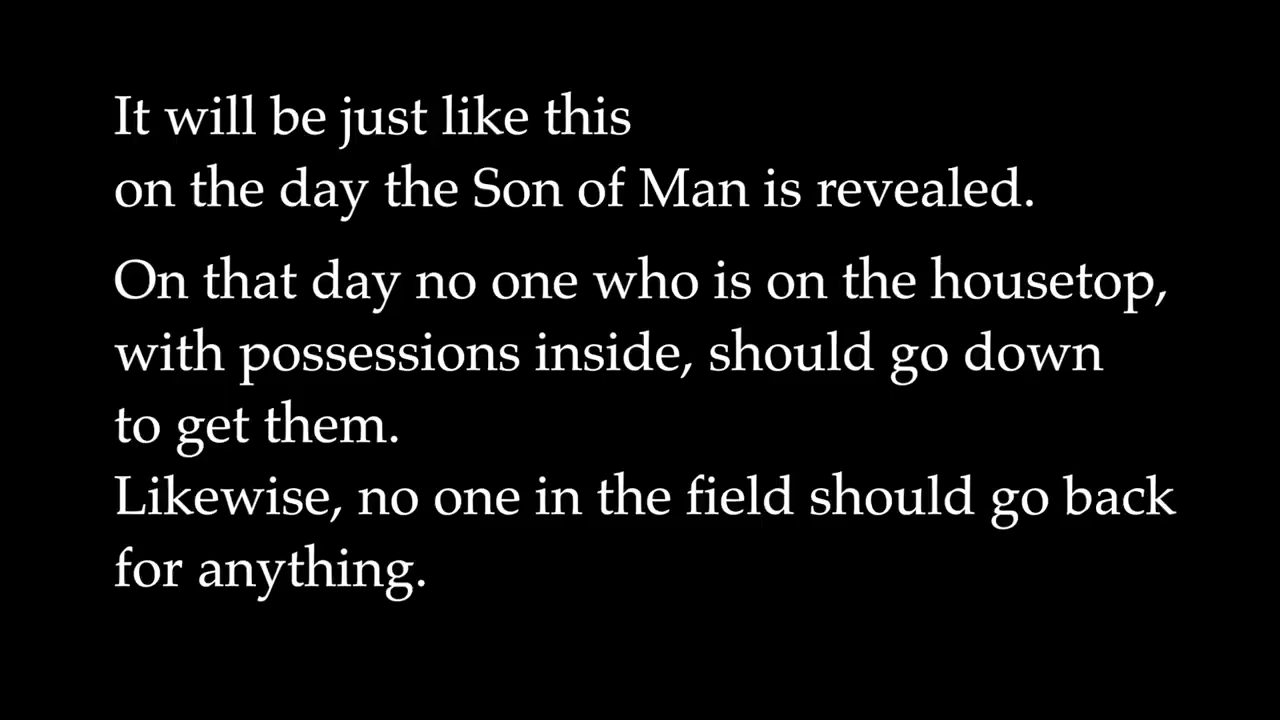 It will be just like this
on the day the Son of Man is revealed.
On that day no one who is on the housetop,
with possessions inside, should go down
to get them.
Likewise, no one in the field should go back
for anything.